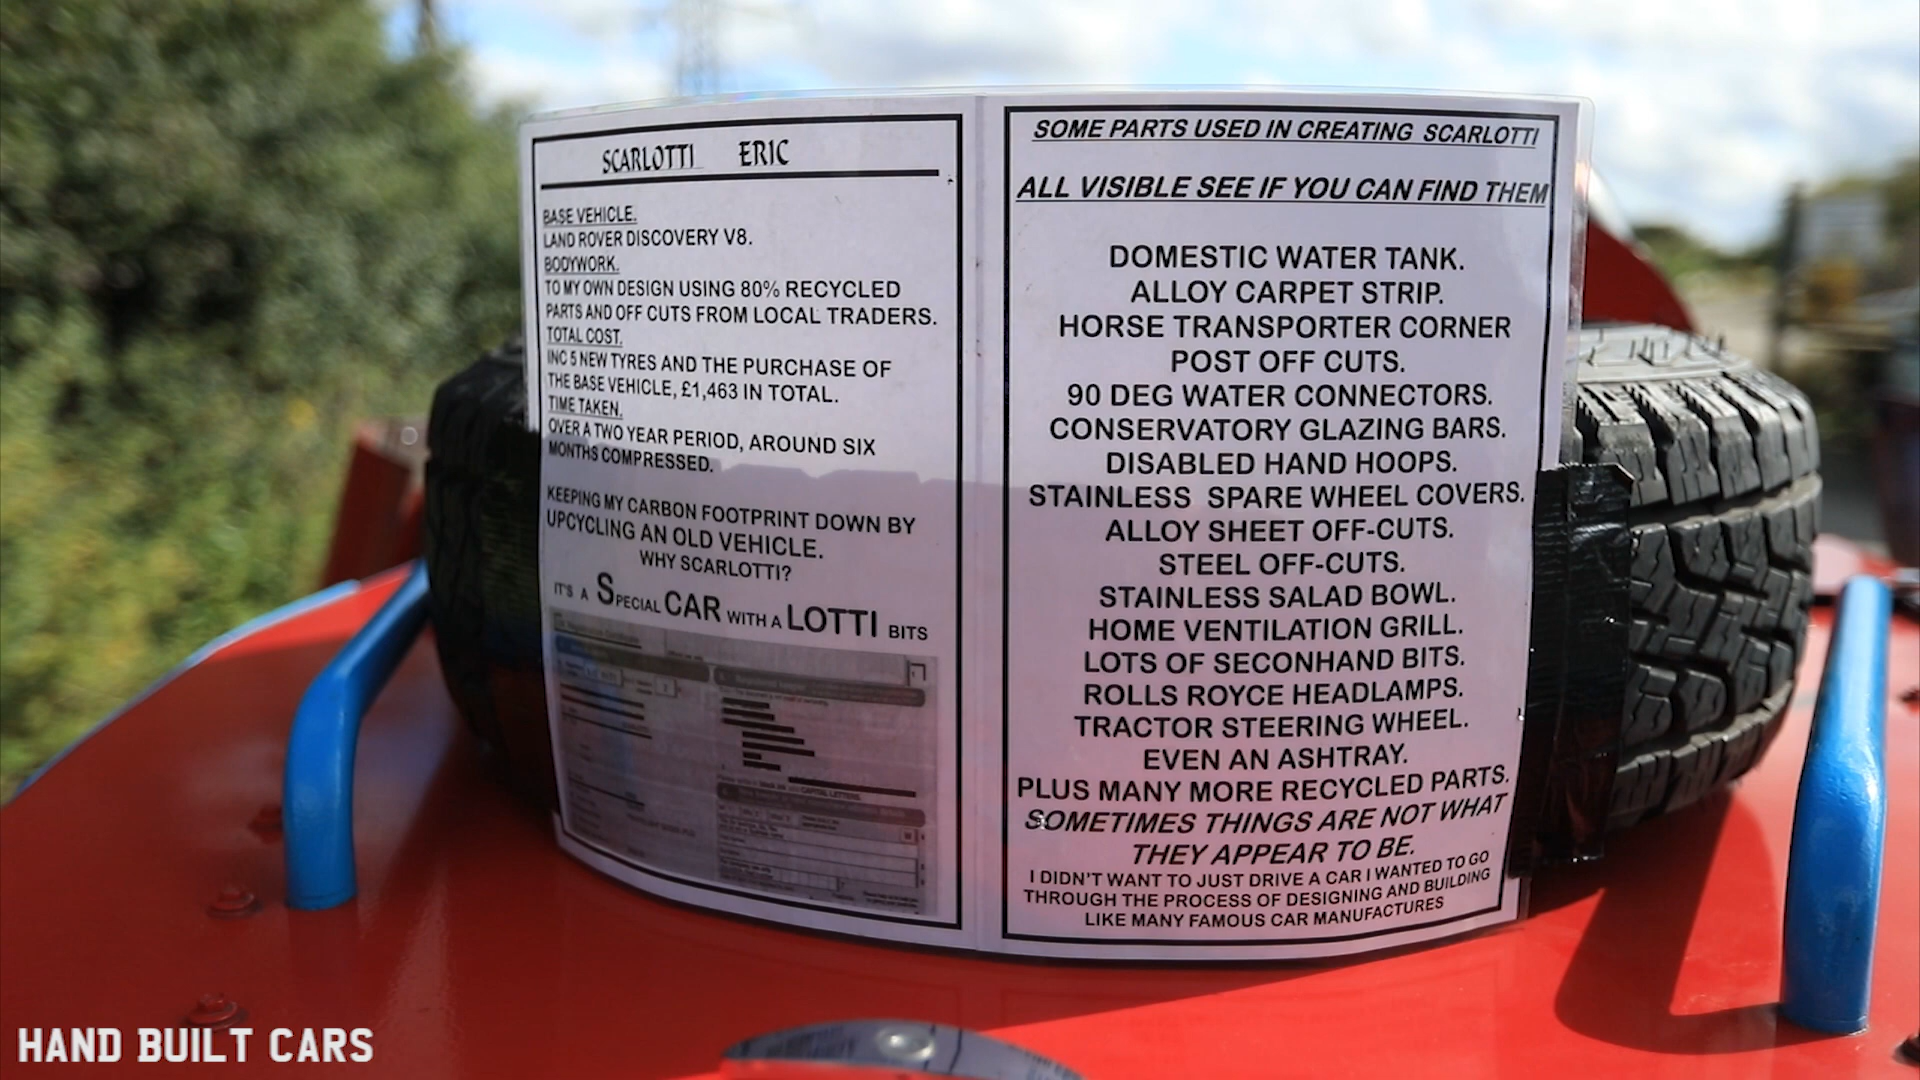 SCARLOTTI ERIC
BASE VEHICLE.
LAND ROVER DISCOVERY V8.
BODYWORK.
TO MY OWN DESIGN USING 80% RECYCLED
PARTS AND OFF CUTS FROM LOCAL TRADERS.
TOTAL COST.
INC 5 NEW TYRES AND THE PURCHASE OF
THE BASE VEHICLE, £1,463 IN TOTAL.
TIME TAKEN.
OVER A TWO YEAR PERIOD, AROUND SIX
MONTHS COMPRESSED.
KEEPING MY CARBON FOOTPRINT DOWN BY
UPCYCLING AN OLD VEHICLE.
WHY SCARLOTTI?
IT'S A SPECIAL CAR WITH A LOTTI BITS
CAPITAL LETTERS
SOME PARTS USED IN CREATING SCARLOTTI
ALL VISIBLE SEE IF YOU CAN FIND THEM
DOMESTIC WATER TANK.
ALLOY CARPET STRIP.
HORSE TRANSPORTER CORNER
POST OFF CUTS.
90 DEG WATER CONNECTORS.
CONSERVATORY GLAZING BARS.
DISABLED HAND HOOPS.
STAINLESS SPARE WHEEL COVERS.
ALLOY SHEET OFF-CUTS.
STEEL OFF-CUTS.
STAINLESS SALAD BOWL.
HOME VENTILATION GRILL.
LOTS OF SECONHAND BITS.
ROLLS ROYCE HEADLAMPS.
TRACTOR STEERING WHEEL.
EVEN AN ASHTRAY.
PLUS MANY MORE RECYCLED PARTS.
SOMETIMES THINGS ARE NOT WHAT
THEY APPEAR TO BE.
I DIDN'T WANT TO JUST DRIVE A CAR I WANTED TO GO
THROUGH THE PROCESS OF DESIGNING AND BUILDING
LIKE MANY FAMOUS CAR MANUFACTURES
HAND BUILT CARS